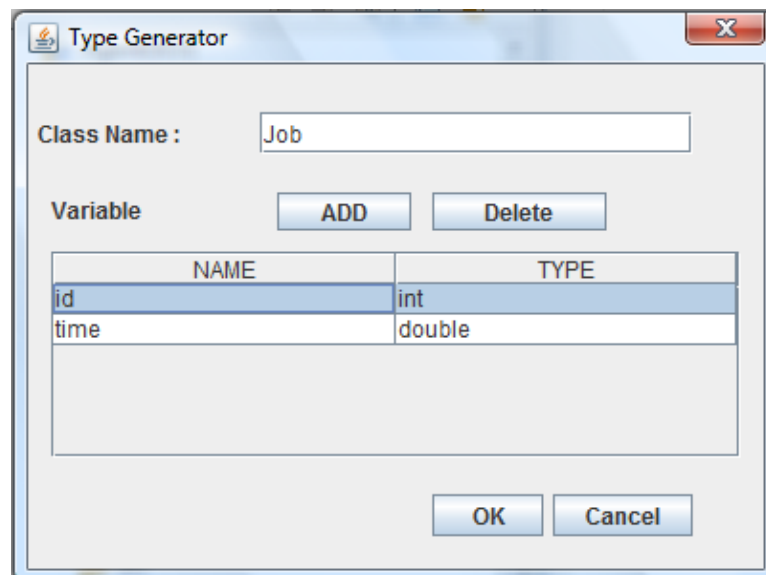 Type Generator
Class Name :
Job
Variable
ADD
Delete
NAME TYPE
id int
time double
OK
Cancel